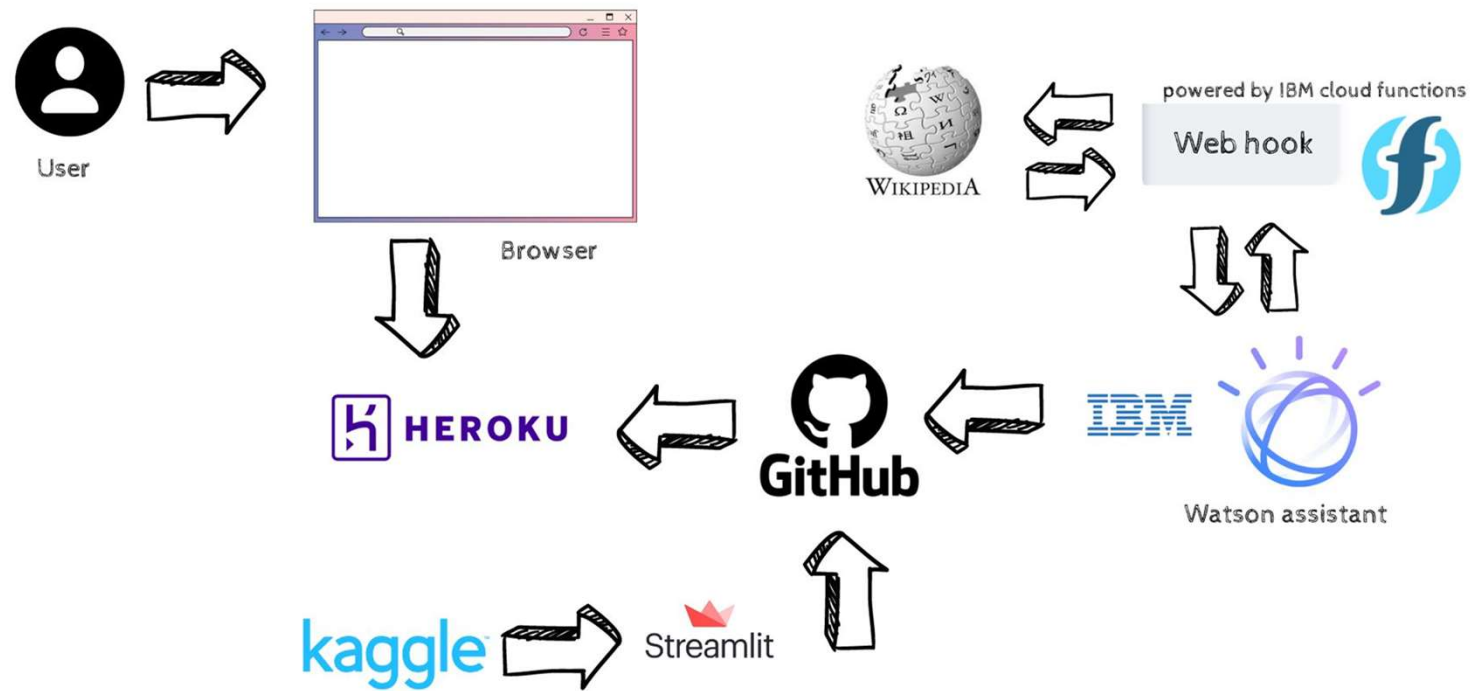 User
Browser
WIKIPEDIA
powered by IBM cloud functions
Web hook
HEROKU
GitHub
IBM
Watson assistant
kaggle
Streamlit